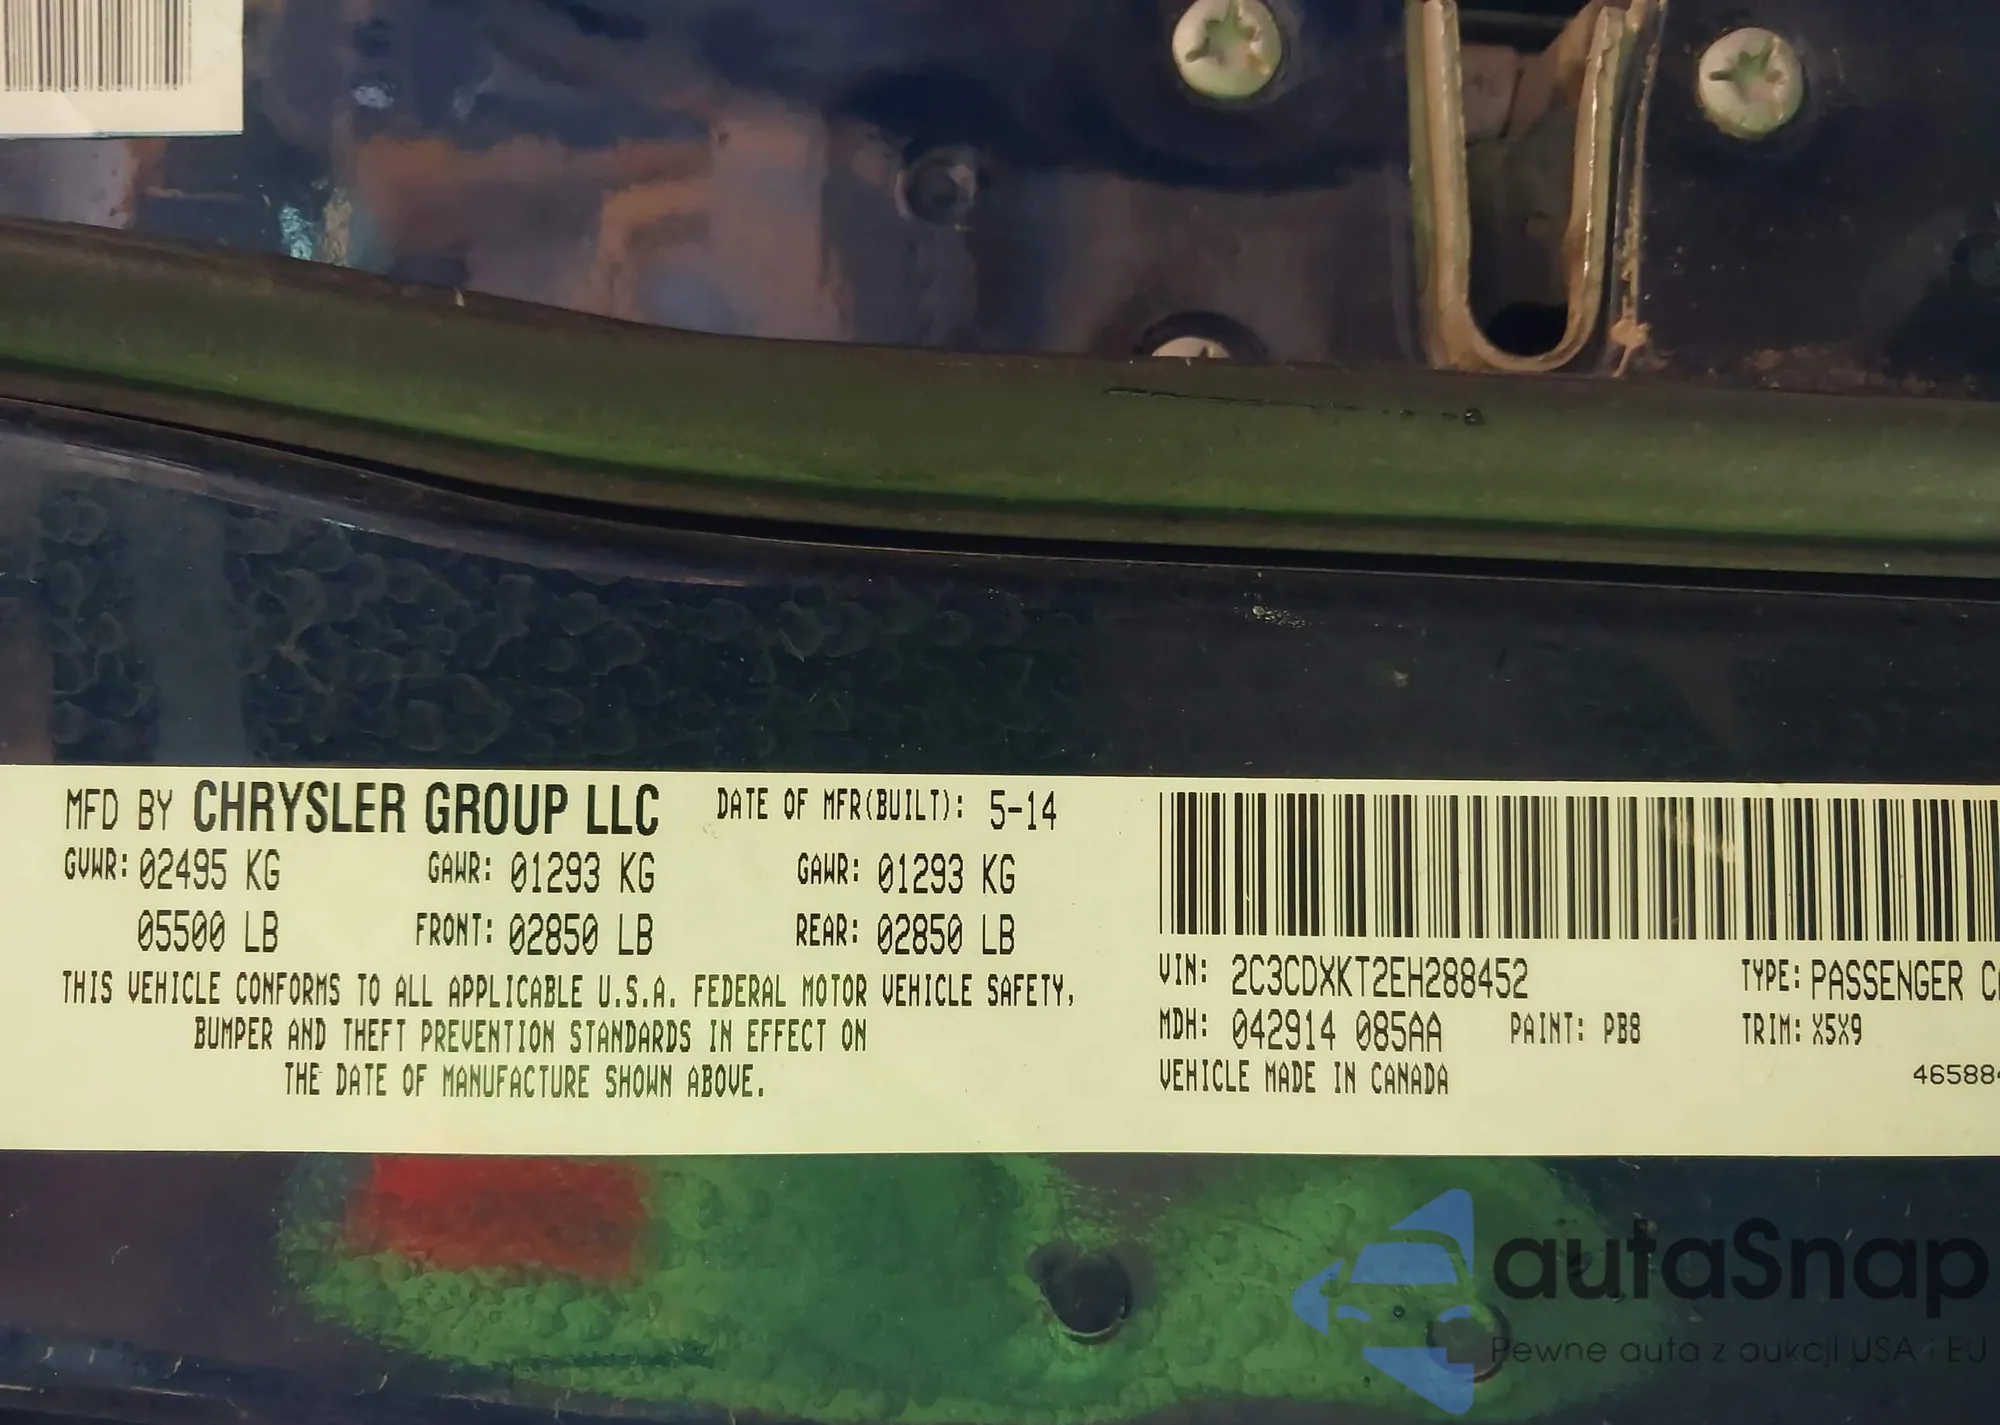 MFD BY CHRYSLER GROUP LLC DATE OF MFR(BUILT): 5-14
GVWR: 02495 KG GAWR: 01293 KG GAWR: 01293 KG
05500 LB FRONT: 02850 LB REAR: 02850 LB
THIS VEHICLE CONFORMS TO ALL APPLICABLE U.S.A. FEDERAL MOTOR VEHICLE SAFETY,
BUMPER AND THEFT PREVENTION STANDARDS IN EFFECT ON
THE DATE OF MANUFACTURE SHOWN ABOVE.
VIN: 2C3CDXKT2EH288452 TYPE: PASSENGER
MDH: 042914 085AA PAINT: PB8 TRIM: X5X9
VEHICLE MADE IN CANADA
autaSnap
Pewne auta z aukcji USA i EU